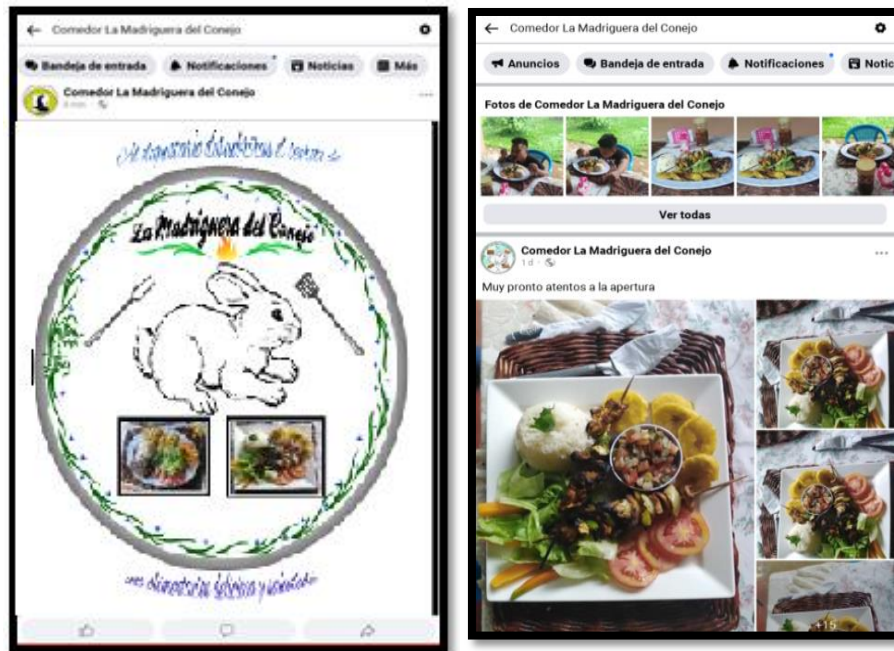 Comedor La Madriguera del Conejo
Bandeja de entrada
Notificaciones
Noticias
Más
Comedor La Madriguera del Conejo
La Madriguera del Conejo
Comedor La Madriguera del Conejo
Anuncios
Bandeja de entrada
Notificaciones
Notic
Fotos de Comedor La Madriguera del Conejo
Ver todas
Comedor La Madriguera del Conejo
1 d
Muy pronto atentos a la apertura
+15